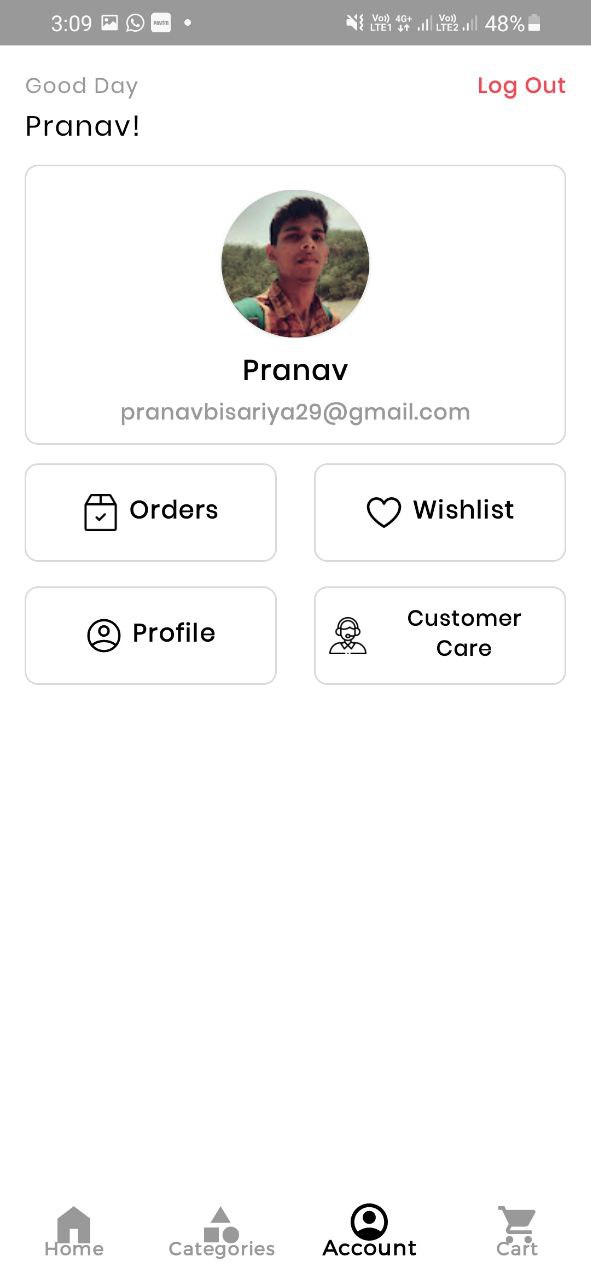 3:09 PAYTM Vo)) LTE1 4G+ Vo)) LTE2 48%
Good Day Log Out
Pranav!
Pranav
pranavbisariya29@gmail.com
Orders Wishlist
Profile Customer
Care
Home Categories Account Cart